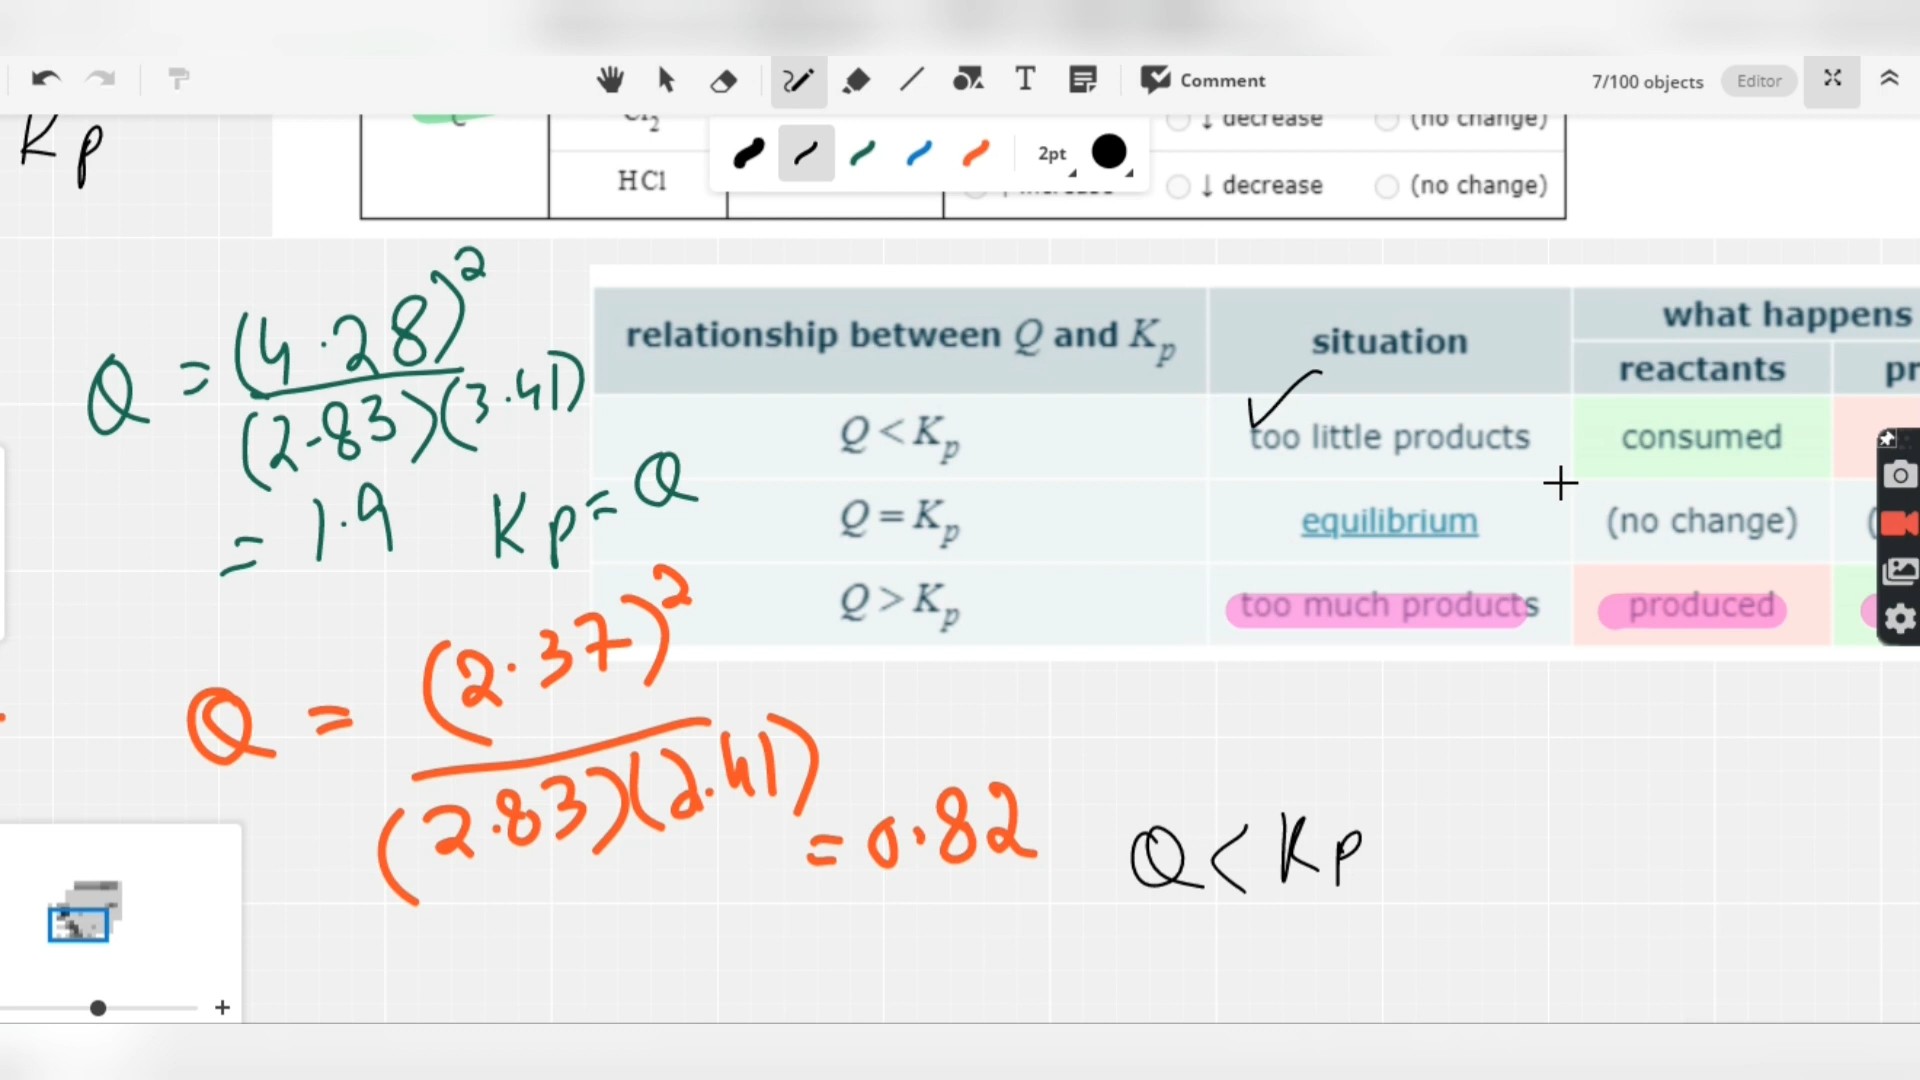 Comment
7/100 objects
Editor
Kp
Cl2
↓ decrease
(no change)
2pt
HCl
↓ decrease
(no change)
Q = (4.28)^2
(2.83)(3.41)
= 1.9
Kp = Q
relationship between Q and Kp
situation
what happens
reactants
Q < Kp
too little products
consumed
Q = Kp
equilibrium
(no change)
Q > Kp
too much products
produced
Q = (2.37)^2
(2.83)(2.41)
= 0.82
Q < Kp